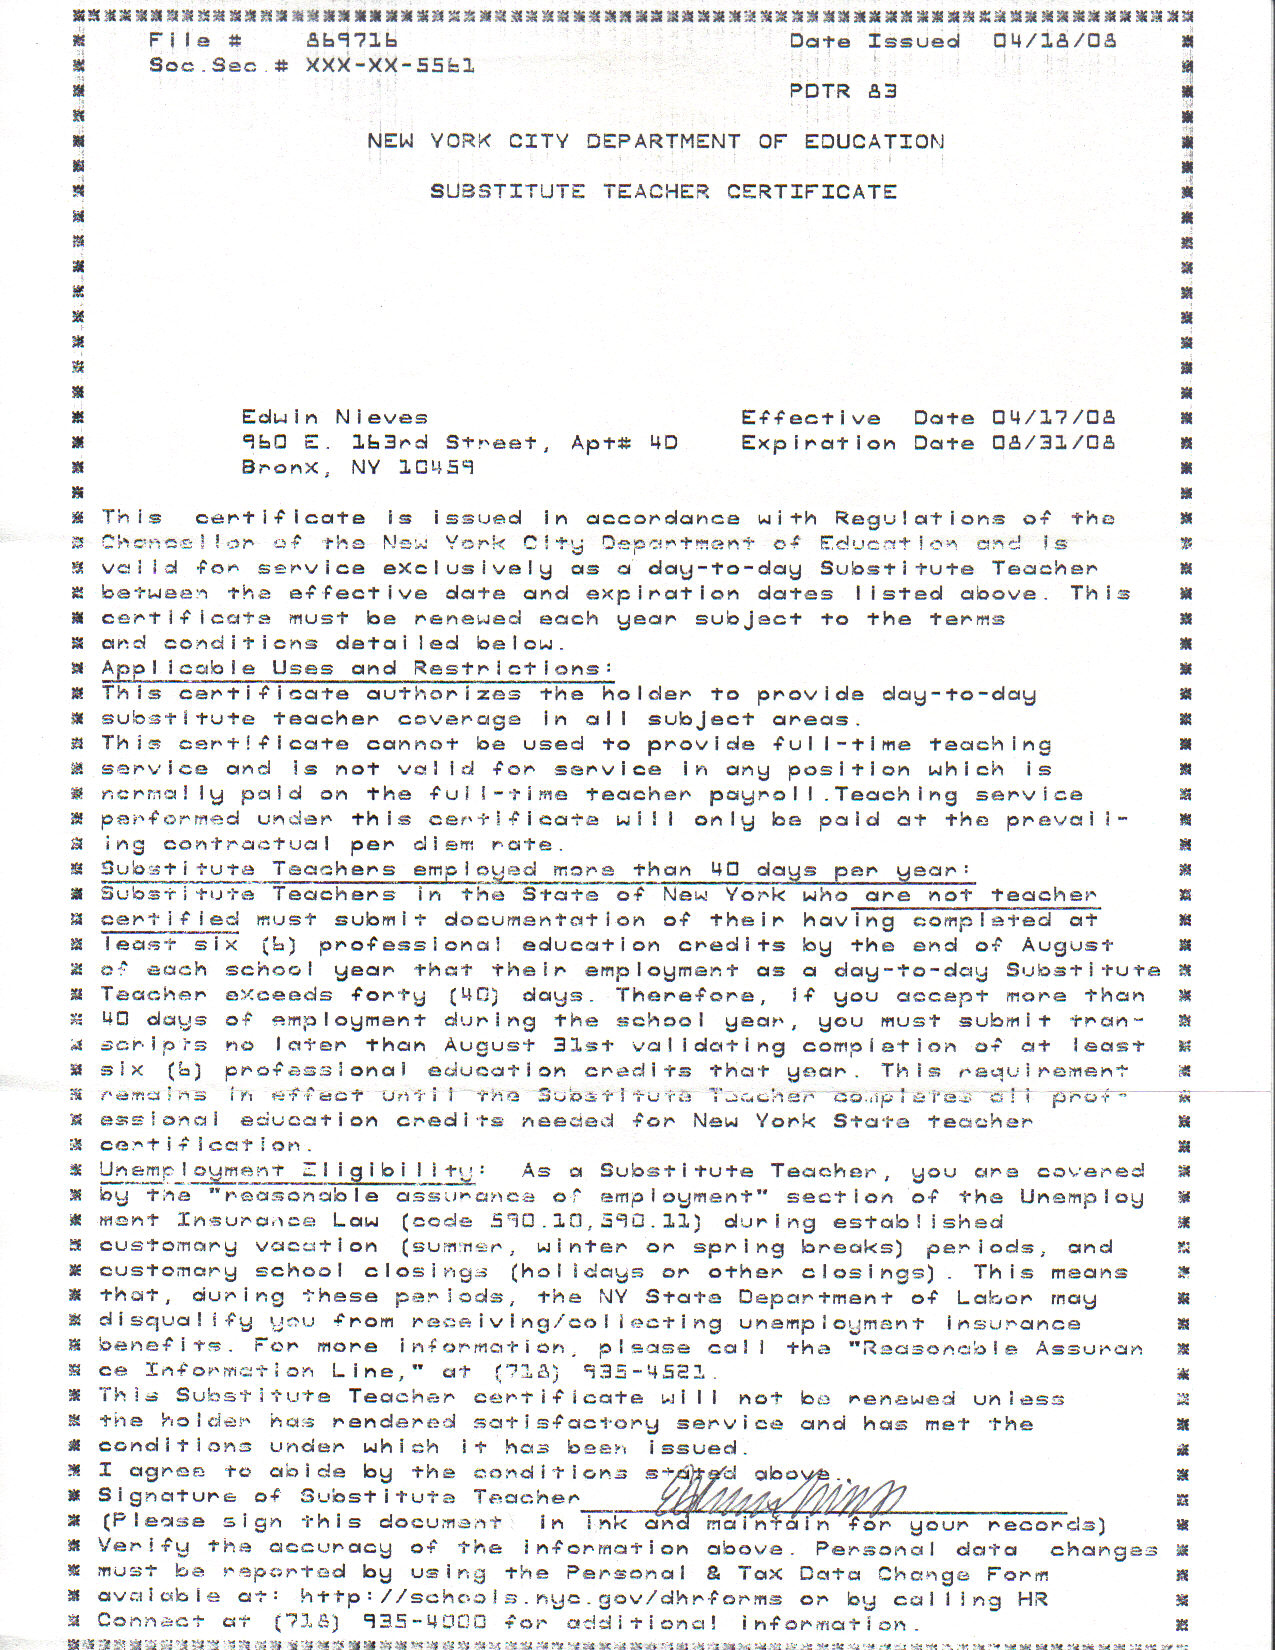 File # 869716 Date Issued 04/18/08
Soc.Sec.# XXX-XX-5561
PDTR 83
NEW YORK CITY DEPARTMENT OF EDUCATION
SUBSTITUTE TEACHER CERTIFICATE
Edwin Nieves Effective Date 04/17/08
960 E. 163rd Street, Apt# 4D Expiration Date 08/31/08
Bronx, NY 10459
This certificate is issued in accordance with Regulations of the
Chancellor of the New York City Department of Education and is
valid for service exclusively as a day-to-day Substitute Teacher
between the effective date and expiration dates listed above. This
certificate must be renewed each year subject to the terms
and conditions detailed below.
Applicable Uses and Restrictions:
This certificate authorizes the holder to provide day-to-day
substitute teacher coverage in all subject areas.
This certificate cannot be used to provide full-time teaching
service and is not valid for service in any position which is
normally paid on the full-time teacher payroll.Teaching service
performed under this certificate will only be paid at the prevail-
ing contractual per diem rate.
Substitute Teachers employed more than 40 days per year:
Substitute Teachers in the State of New York who are not teacher
certified must submit documentation of their having completed at
least six (6) professional education credits by the end of August
of each school year that their employment as a day-to-day Substitute
Teacher exceeds forty (40) days. Therefore, if you accept more than
40 days of employment during the school year, you must submit tran-
scripts no later than August 31st validating completion of at least
six (6) professional education credits that year. This requirement
remains in effect until the Substitute Teacher completes all prof-
essional education credits needed for New York State teacher
certification.
Unemployment Eligibility: As a Substitute Teacher, you are covered
by the "reasonable assurance of employment" section of the Unemploy
ment Insurance Law (code 590.10,590.11) during established
customary vacation (summer, winter or spring breaks) periods, and
customary school closings (holidays or other closings). This means
that, during these periods, the NY State Department of Labor may
disqualify you from receiving/collecting unemployment insurance
benefits. For more information, please call the "Reasonable Assuran
ce Information Line," at (718) 935-4521.
This Substitute Teacher certificate will not be renewed unless
the holder has rendered satisfactory service and has met the
conditions under which it has been issued.
I agree to abide by the conditions stated above.
Signature of Substitute Teacher Edwin Nieves
(Please sign this document in ink and maintain for your records)
Verify the accuracy of the information above. Personal data changes
must be reported by using the Personal & Tax Data Change Form
avaiable at: http://schools.nyc.gov/dhrforms or by calling HR
Connect at (718) 935-4000 for additional information.